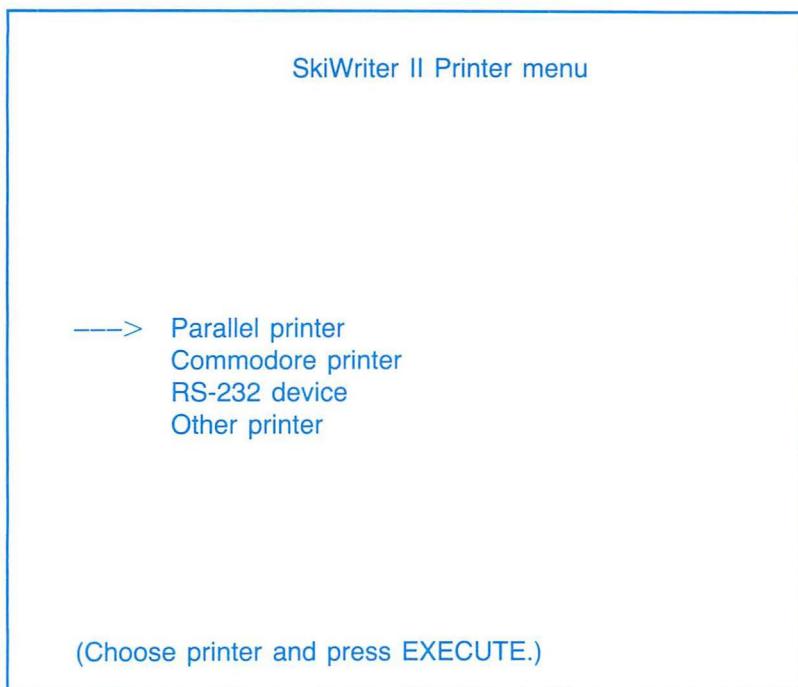 SkiWriter II Printer menu
---> Parallel printer
Commodore printer
RS-232 device
Other printer
(Choose printer and press EXECUTE.)